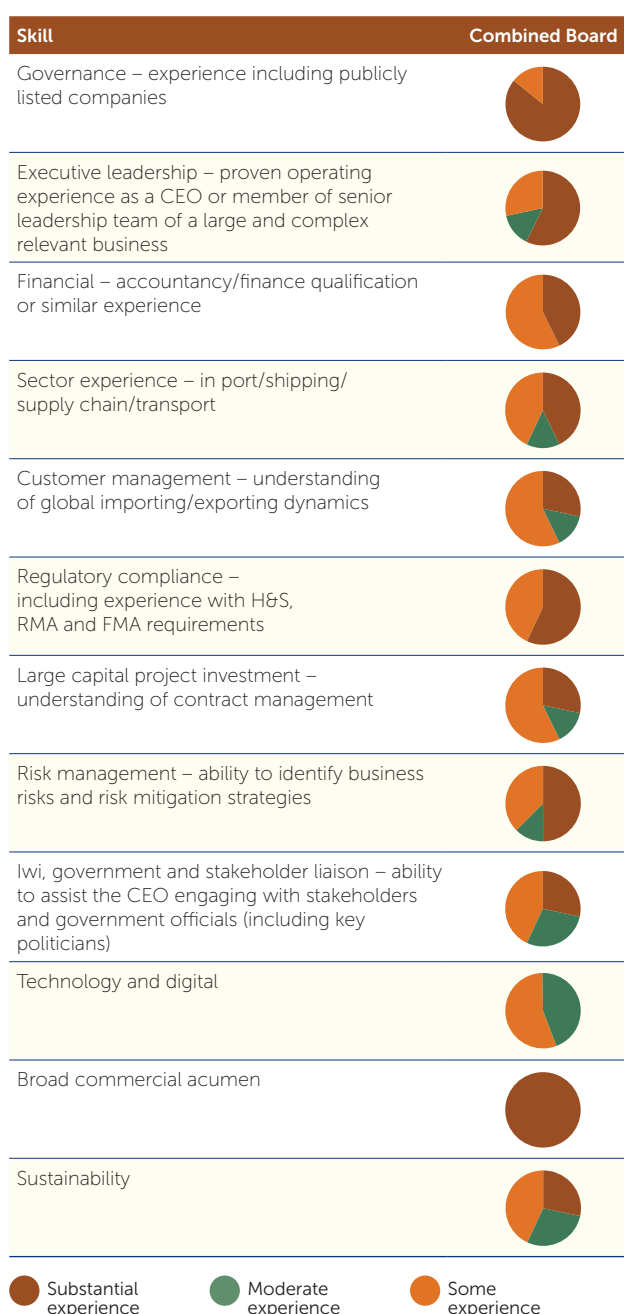 Skill Combined Board
Governance – experience including publicly
listed companies
Executive leadership – proven operating
experience as a CEO or member of senior
leadership team of a large and complex
relevant business
Financial – accountancy/finance qualification
or similar experience
Sector experience – in port/shipping/
supply chain/transport
Customer management – understanding
of global importing/exporting dynamics
Regulatory compliance –
including experience with H&S,
RMA and FMA requirements
Large capital project investment –
understanding of contract management
Risk management – ability to identify business
risks and risk mitigation strategies
Iwi, government and stakeholder liaison – ability
to assist the CEO engaging with stakeholders
and government officials (including key
politicians)
Technology and digital
Broad commercial acumen
Sustainability
Substantial Moderate Some
experience experience experience